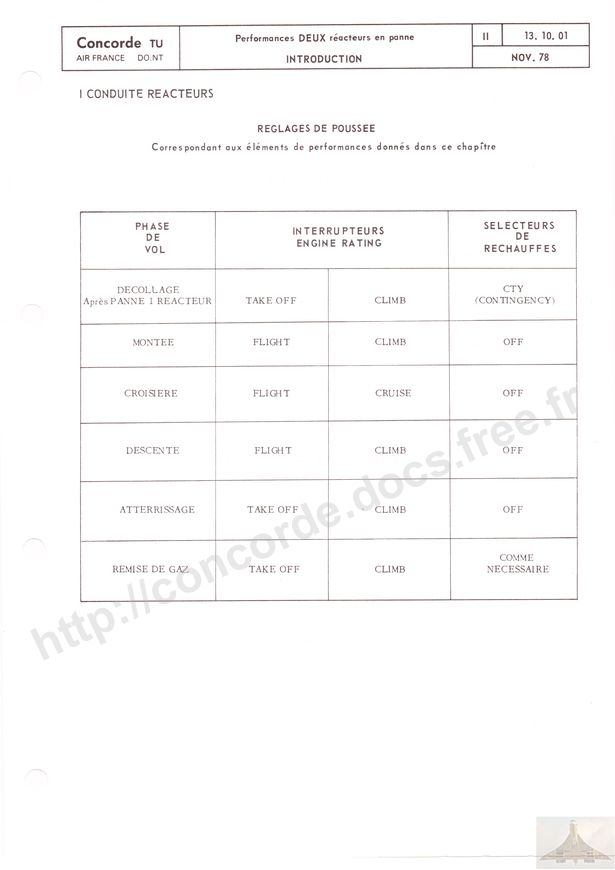 Concorde TU
AIR FRANCE DO.NT
Performances DEUX réacteurs en panne
INTRODUCTION
II
13. 10. 01
NOV. 78
I CONDUITE REACTEURS
REGLAGES DE POUSSEE
Correspondant aux éléments de performances donnés dans ce chapître
PHASE
DE
VOL
INTERRUPTEURS
ENGINE RATING
SELECTEURS
DE
RECHAUFFES
DECOLLAGE
Après PANNE 1 REACTEUR
TAKE OFF
CLIMB
CTY
(CONTINGENCY)
MONTEE
FLIGHT
CLIMB
OFF
CROISIERE
FLIGHT
CRUISE
OFF
DESCENTE
FLIGHT
CLIMB
OFF
ATTERRISSAGE
TAKE OFF
CLIMB
OFF
REMISE DE GAZ
TAKE OFF
CLIMB
COMME
NECESSAIRE
http://concorde.docs.free.fr